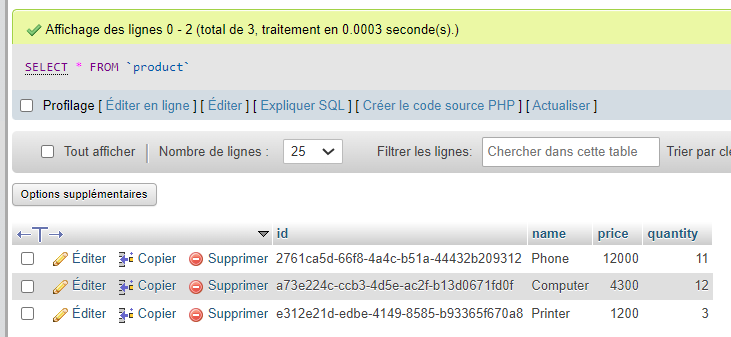 Affichage des lignes 0 - 2 (total de 3, traitement en 0.0003 seconde(s).)
SELECT * FROM `product`
Profilage [ Éditer en ligne ] [ Éditer ] [ Expliquer SQL ] [ Créer le code source PHP ] [ Actualiser ]
Tout afficher Nombre de lignes : 25 Filtrer les lignes: Chercher dans cette table Trier par clé
Options supplémentaires
id name price quantity
Éditer Copier Supprimer 2761ca5d-66f8-4a4c-b51a-44432b209312 Phone 12000 11
Éditer Copier Supprimer a73e224c-ccb3-4d5e-ac2f-b13d0671fd0f Computer 4300 12
Éditer Copier Supprimer e312e21d-edbe-4149-8585-b93365f670a8 Printer 1200 3